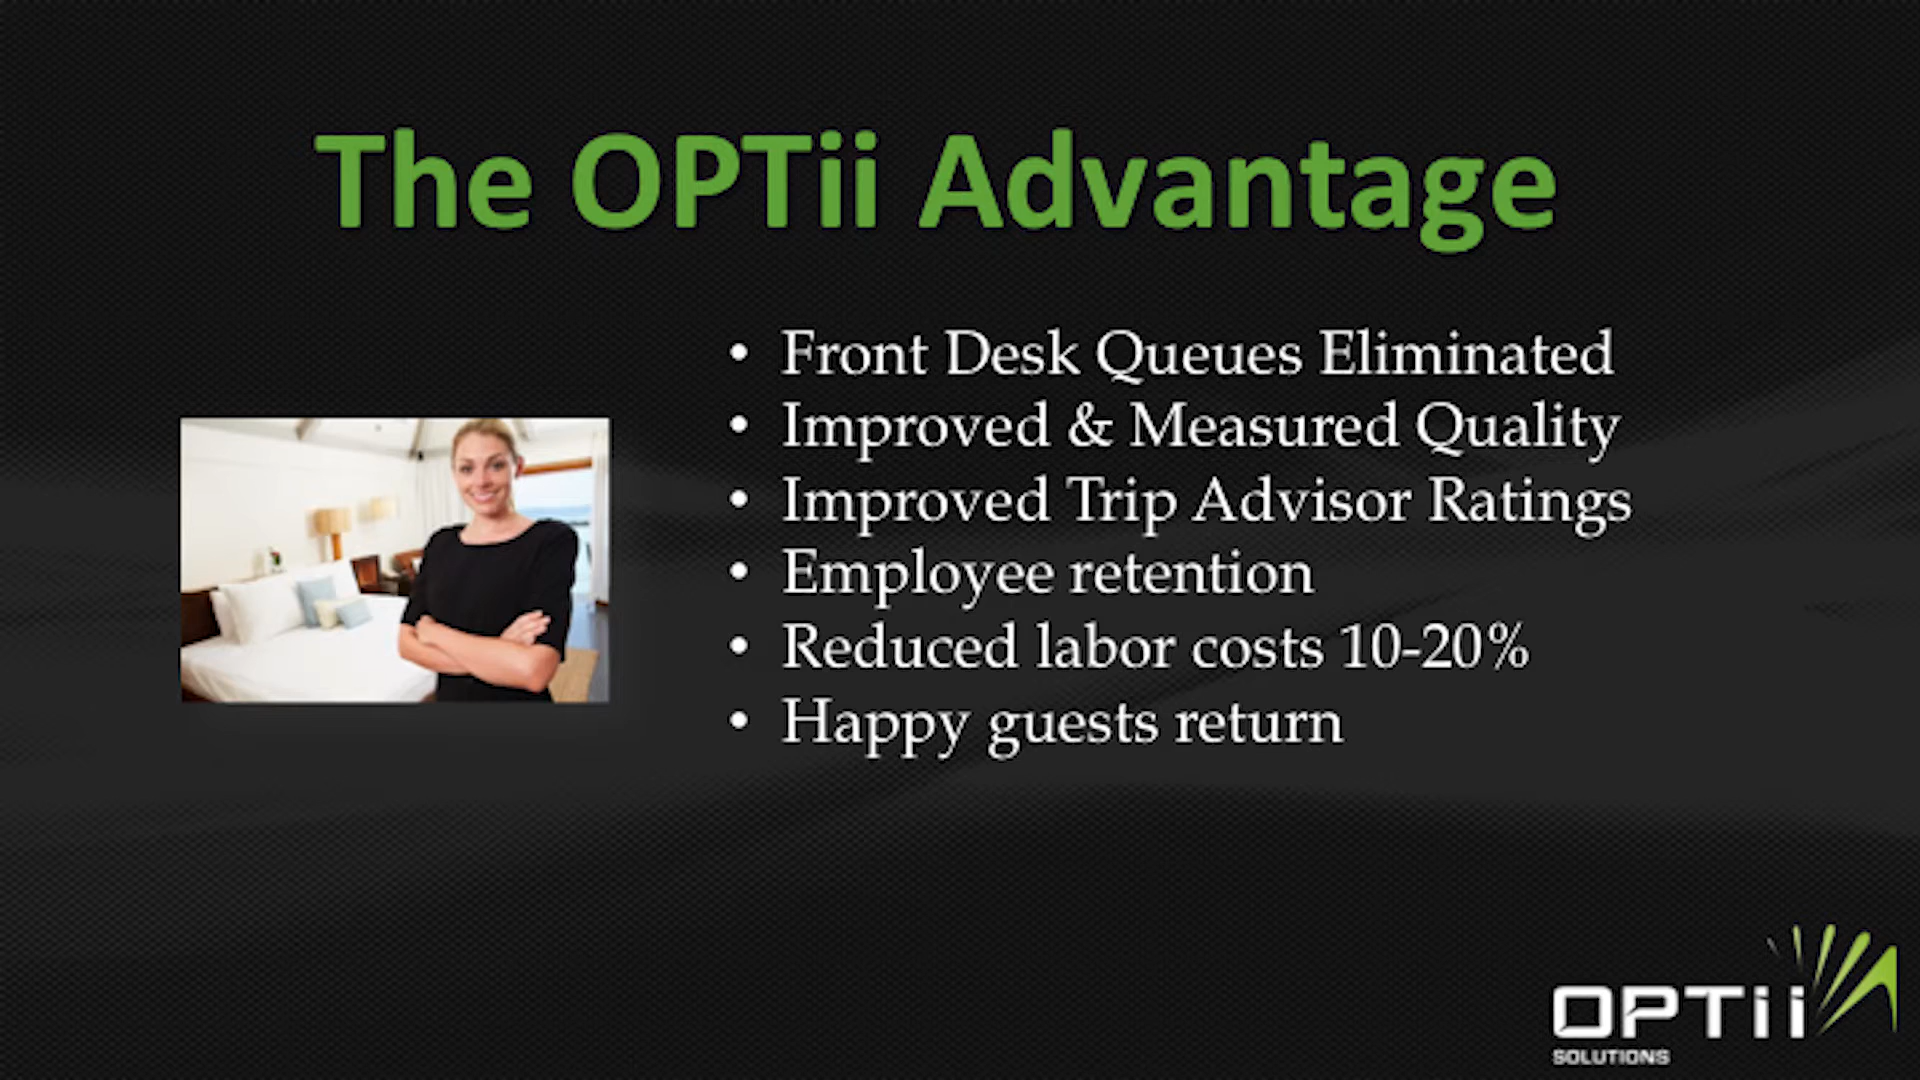 The OPTii Advantage
• Front Desk Queues Eliminated
• Improved & Measured Quality
• Improved Trip Advisor Ratings
• Employee retention
• Reduced labor costs 10-20%
• Happy guests return
OPTii
SOLUTIONS